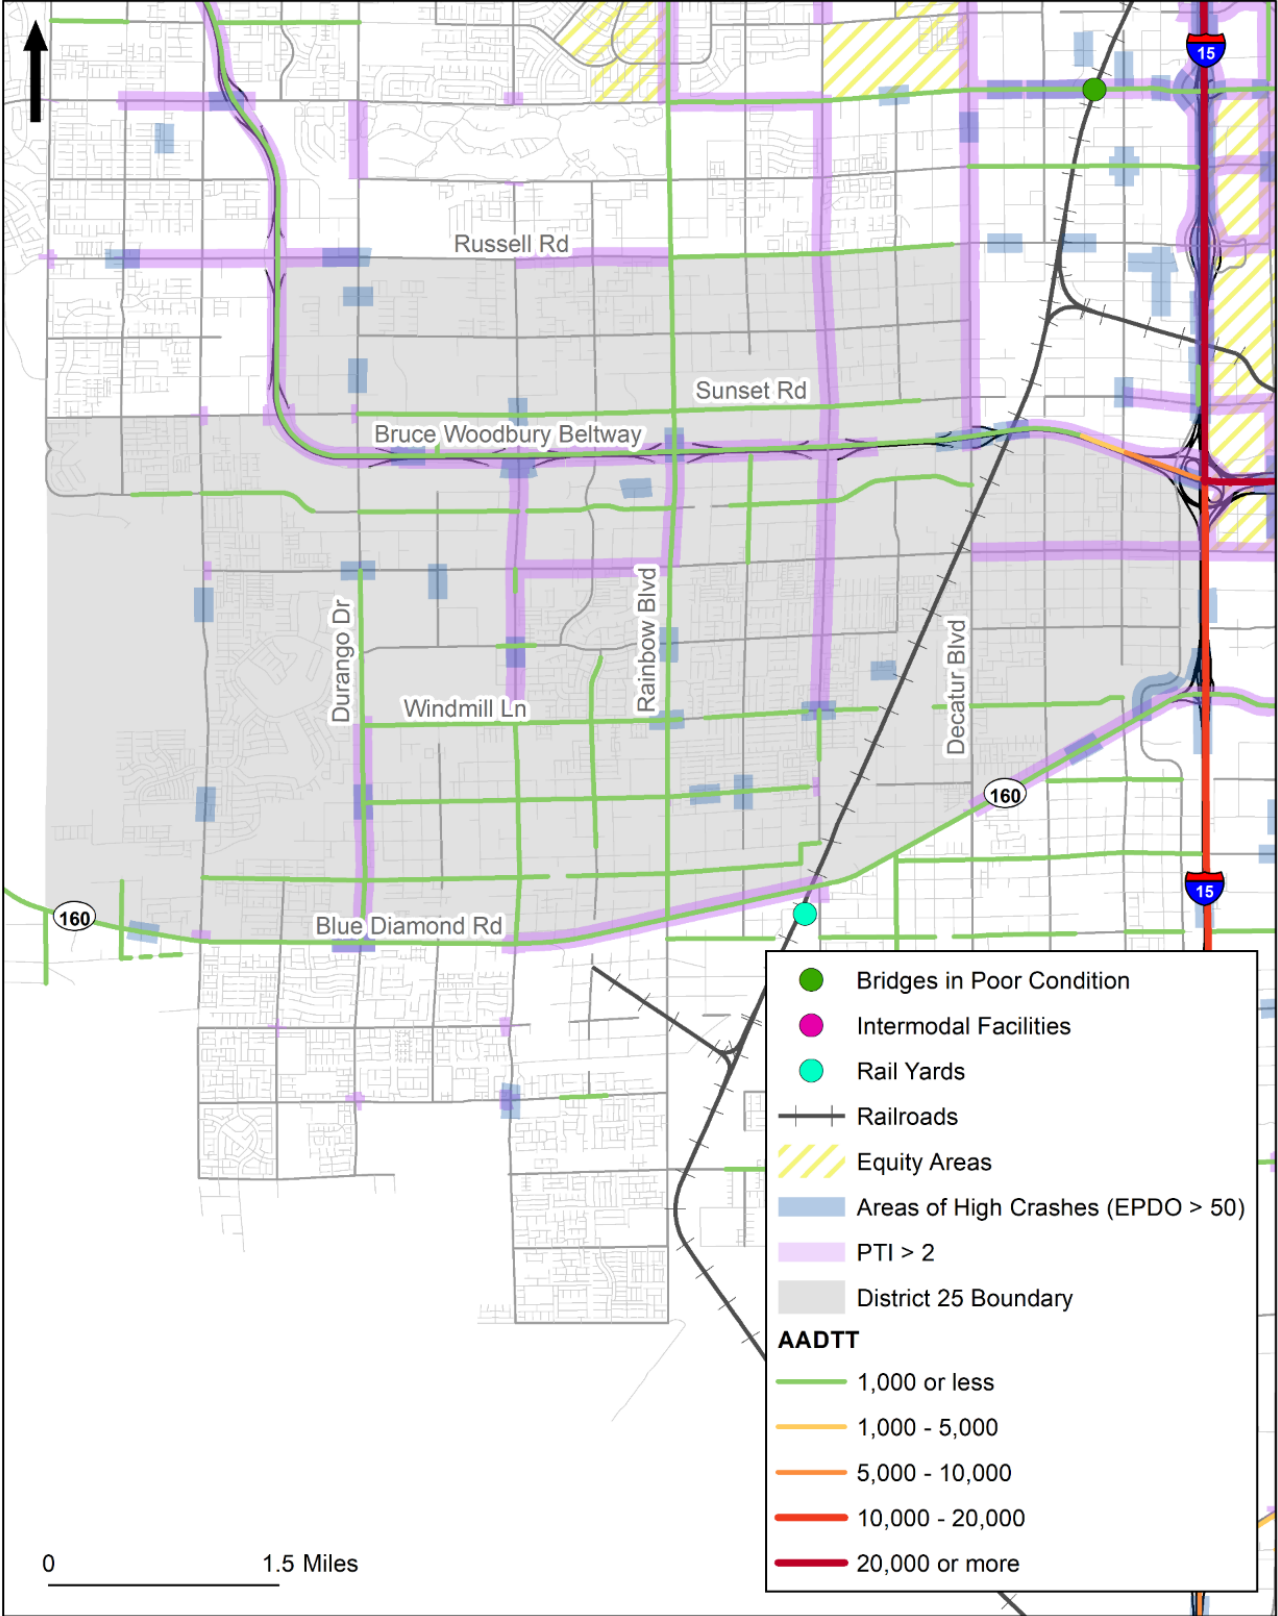 15
Russell Rd
Sunset Rd
Bruce Woodbury Beltway
Durango Dr
Rainbow Blvd
Decatur Blvd
Windmill Ln
160
15
160
Blue Diamond Rd
Bridges in Poor Condition
Intermodal Facilities
Rail Yards
Railroads
Equity Areas
Areas of High Crashes (EPDO > 50)
PTI > 2
District 25 Boundary
AADTT
1,000 or less
1,000 - 5,000
5,000 - 10,000
10,000 - 20,000
20,000 or more
0 1.5 Miles